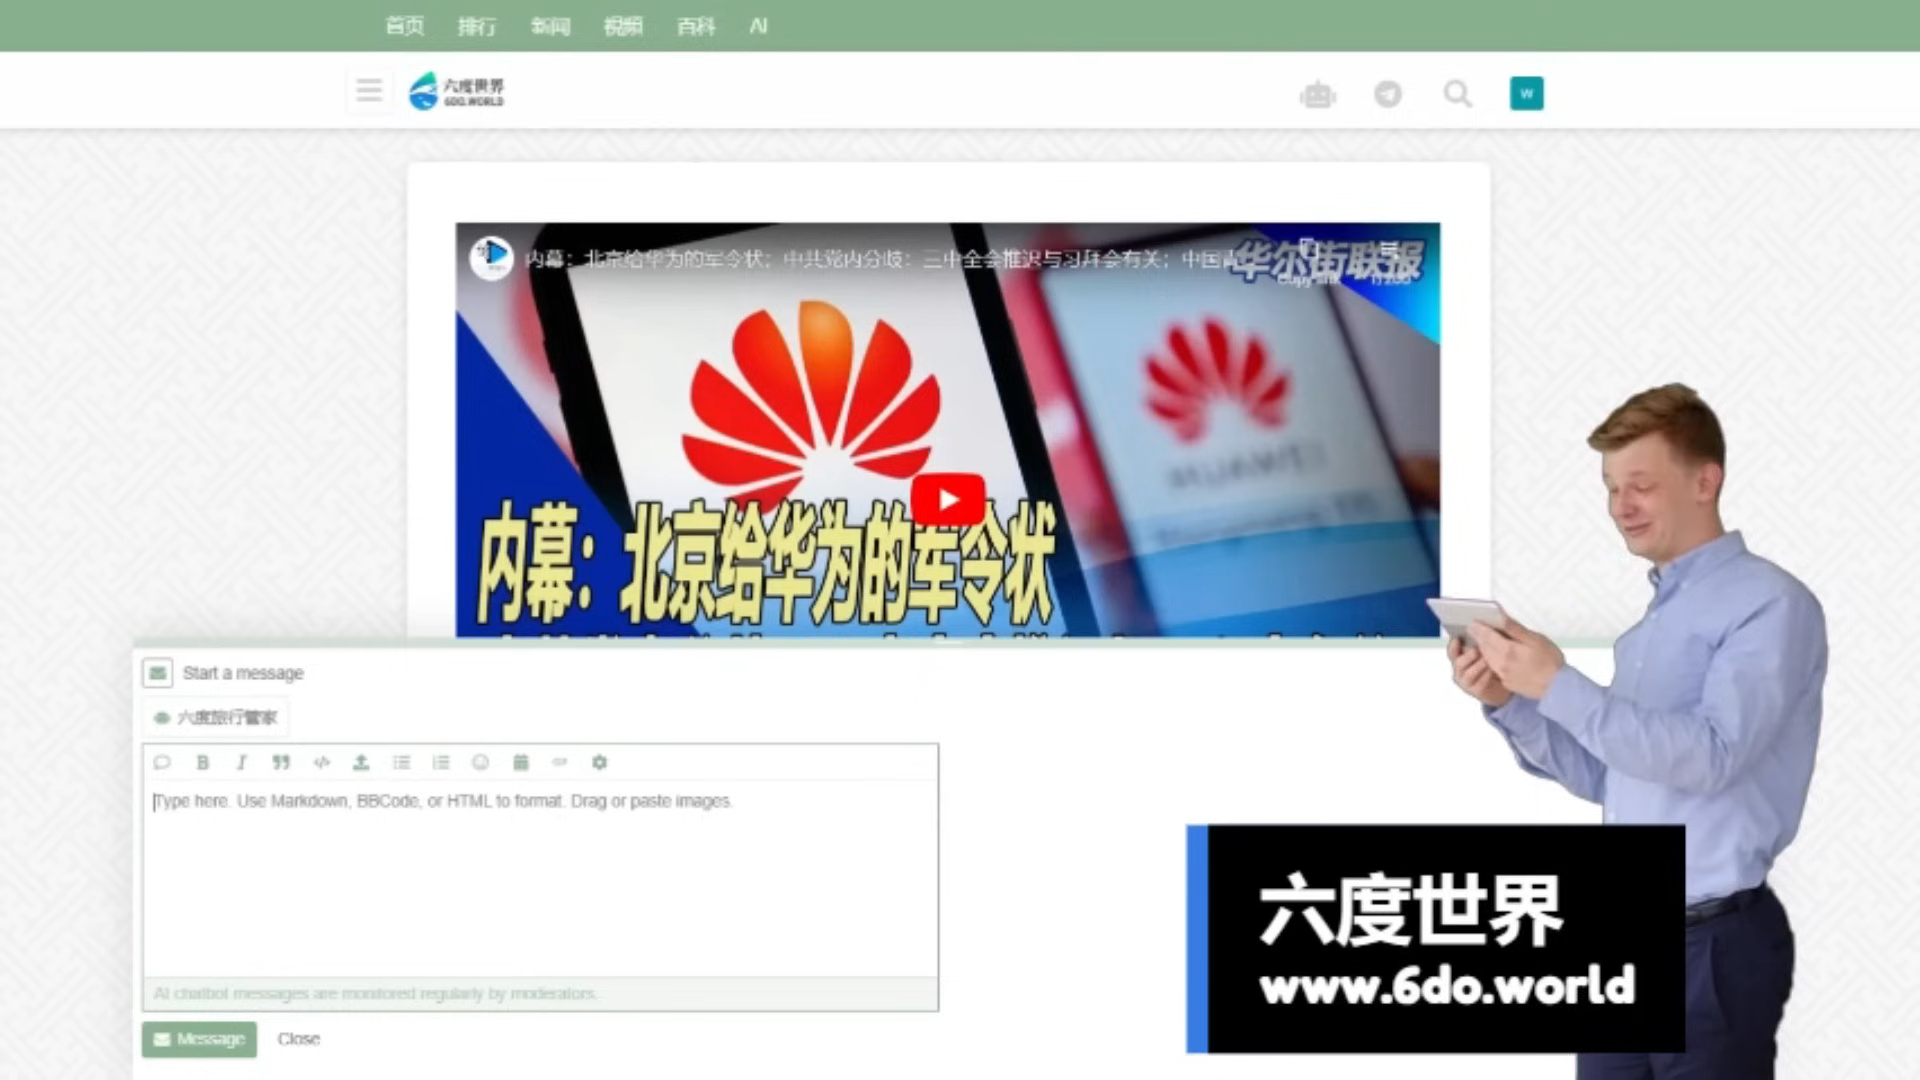 首页 排行 新闻 视频 百科 AI
六度世界
6DO.WORLD
W
内幕：北京给华为的军令状；中共党内分歧：三中全会推迟与习拜会有关；中国青
华尔街联报
HUAWEI
内幕：北京给华为的军令状
Start a message
六度旅行管家
Type here. Use Markdown, BBCode, or HTML to format. Drag or paste images.
AI chatbot messages are monitored regularly by moderators.
Message Close
六度世界
www.6do.world